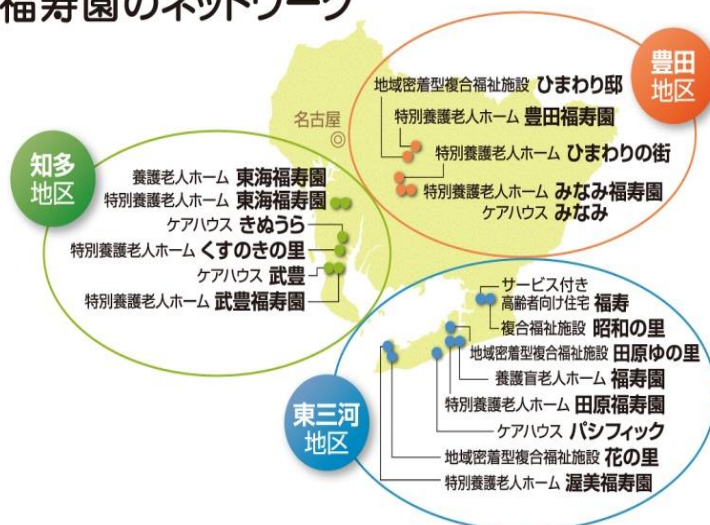 福寿園のネットワーク
豊田
地区
地域密着型複合福祉施設 ひまわり邸
特別養護老人ホーム 豊田福寿園
特別養護老人ホーム ひまわりの街
特別養護老人ホーム みなみ福寿園
ケアハウス みなみ
名古屋
知多
地区
養護老人ホーム 東海福寿園
特別養護老人ホーム 東海福寿園
ケアハウス きぬうら
特別養護老人ホーム くすのきの里
ケアハウス 武豊
特別養護老人ホーム 武豊福寿園
東三河
地区
サービス付き
高齢者向け住宅 福寿
複合福祉施設 昭和の里
地域密着型複合福祉施設 田原ゆの里
養護盲老人ホーム 福寿園
特別養護老人ホーム 田原福寿園
ケアハウス パシフィック
地域密着型複合福祉施設 花の里
特別養護老人ホーム 渥美福寿園